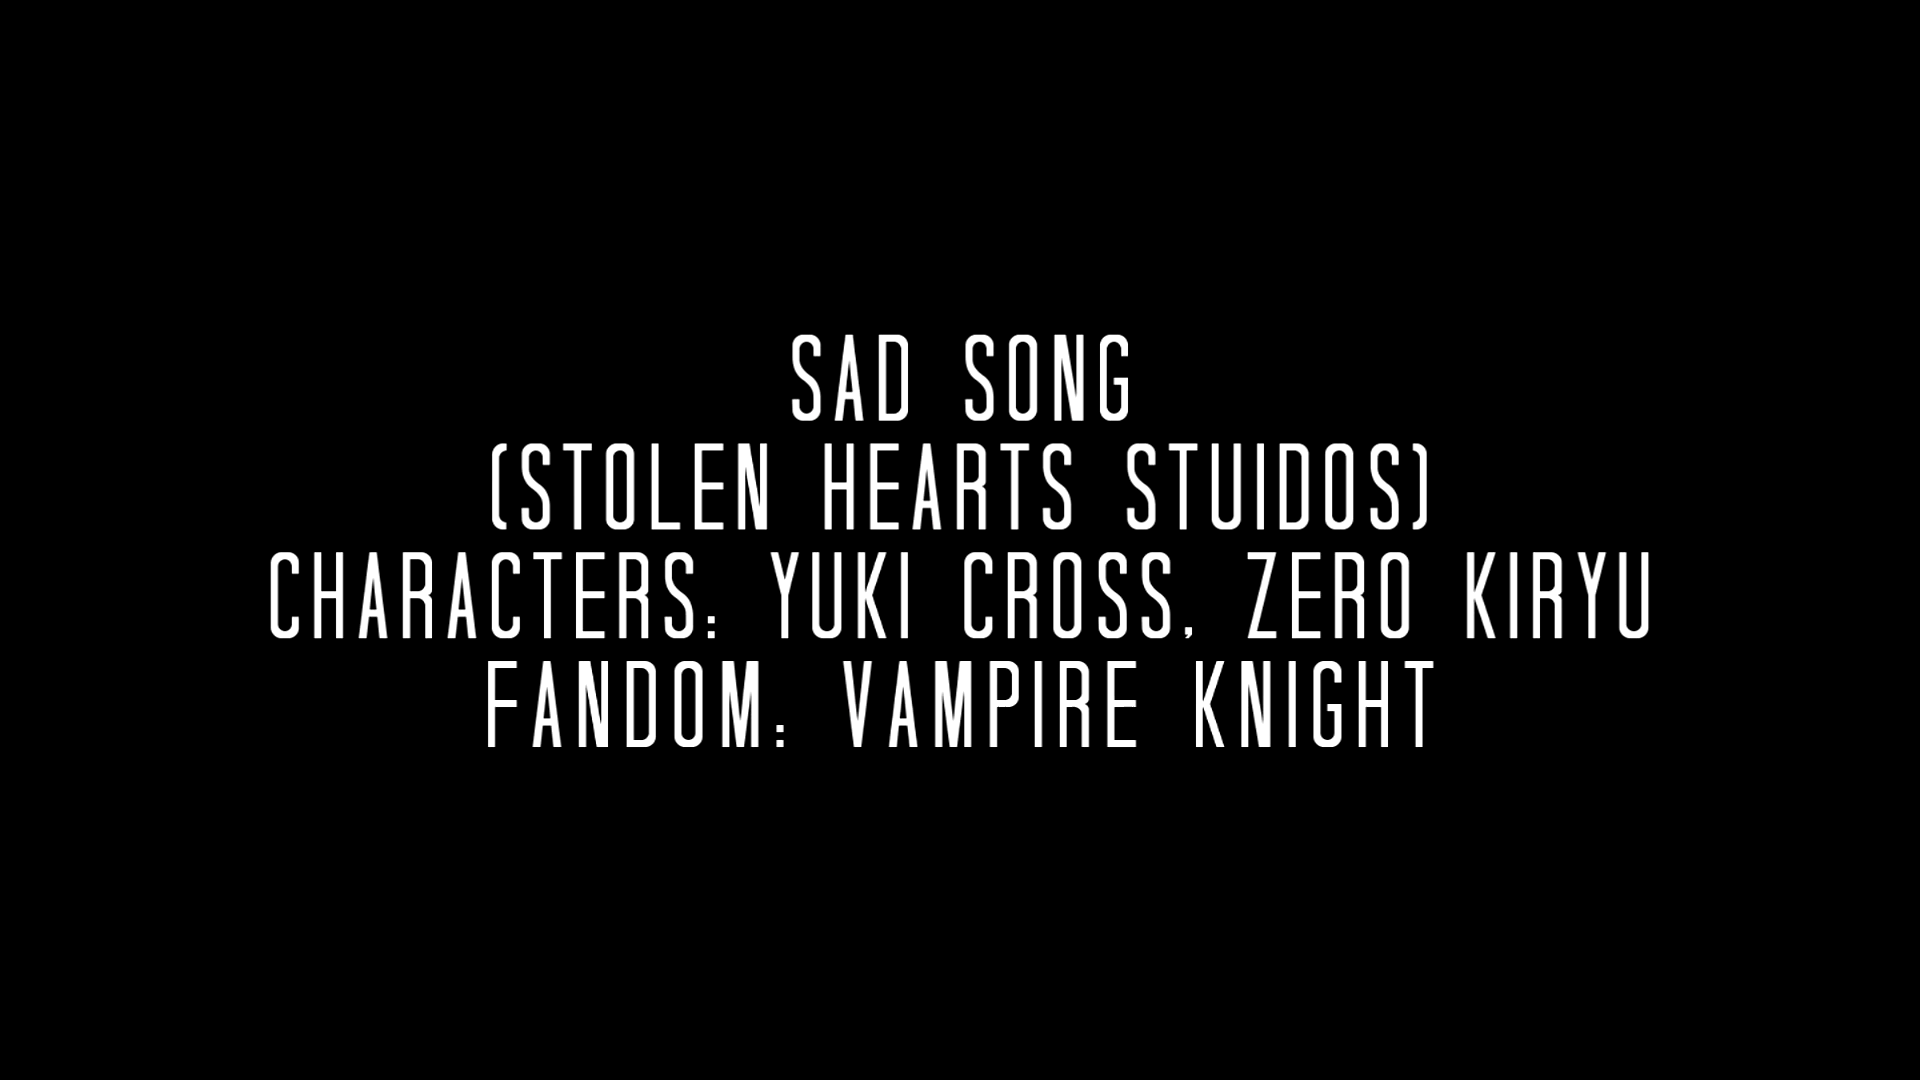 SAD SONG
(STOLEN HEARTS STUIDOS)
CHARACTERS: YUKI CROSS, ZERO KIRYU
FANDOM: VAMPIRE KNIGHT